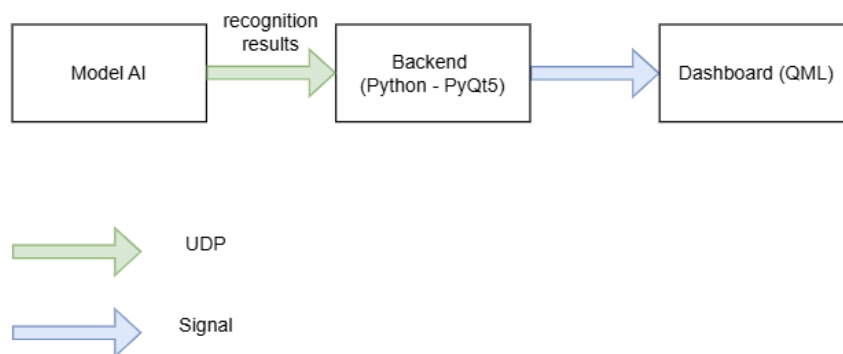 recognition
results
Model AI
Backend
(Python - PyQt5)
Dashboard (QML)
UDP
Signal